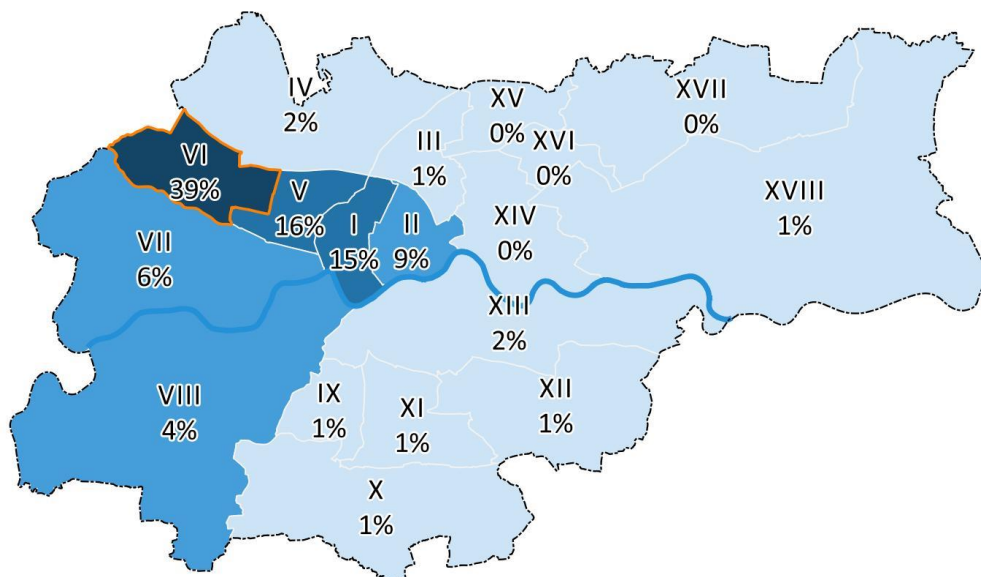 IV
2%
XV
0%
XVII
0%
III
1%
XVI
0%
VI
39%
V
16%
XVIII
1%
I
15%
II
9%
XIV
0%
VII
6%
XIII
2%
VIII
4%
IX
1%
XI
1%
XII
1%
X
1%